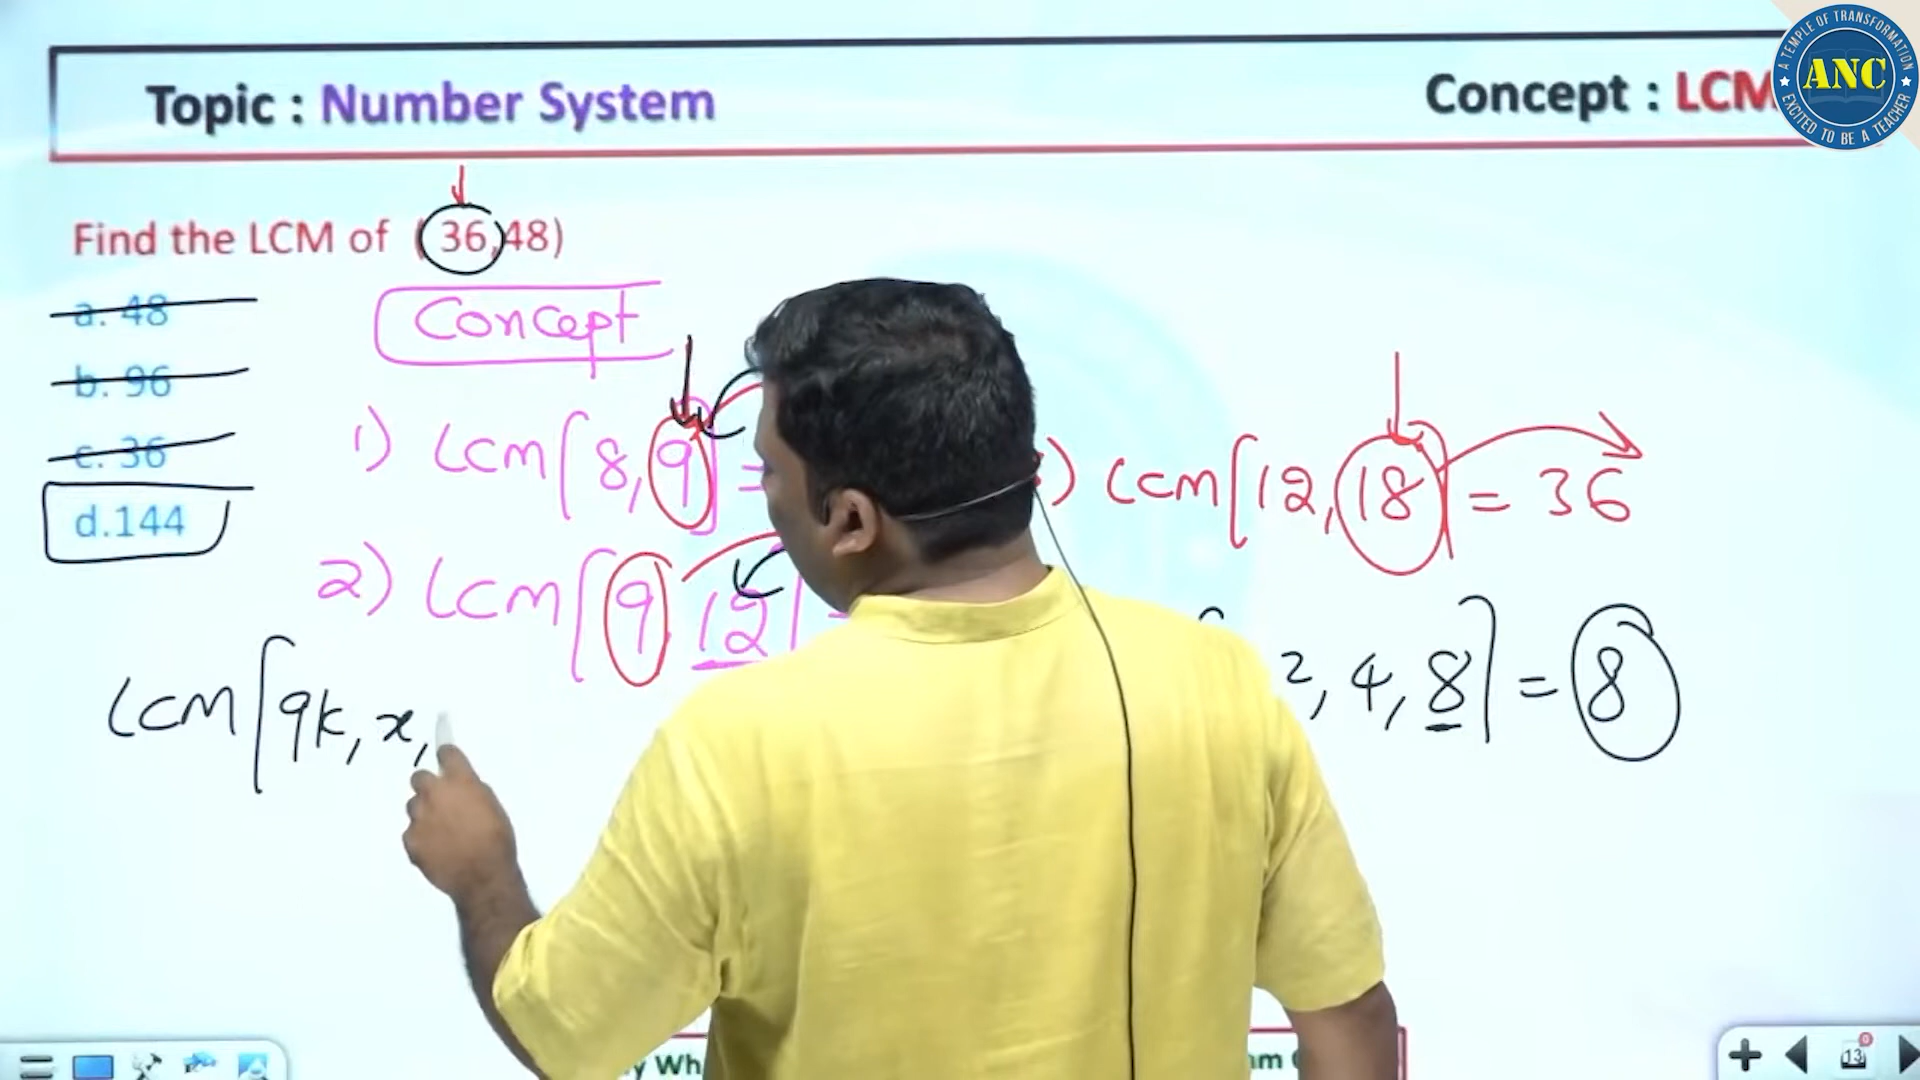 Topic : Number System
Concept : LCM
A TEMPLE OF TRANSFORMATION
ANC
EXCITED TO BE A TEACHER
Find the LCM of (36,48)
a. 48
b. 96
c. 36
d.144
Concept
1) LCM[8,9] =
) LCM[12,18] = 36
2) LCM[9 12]
2, 4, 8] = 8
LCM[9k, x,
13
0